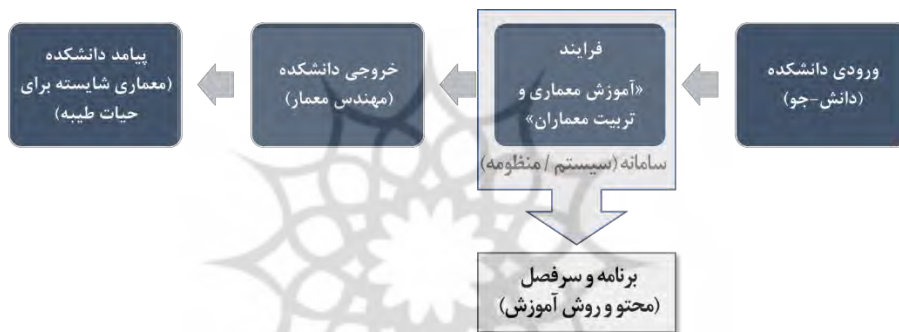 ورودی دانشکده
(دانش-جو)
فرایند
«آموزش معماری و
تربیت معماران»
سامانه (سیستم / منظومه)
خروجی دانشکده
(مهندس معمار)
پیامد دانشکده
(معماری شایسته برای
حیات طیبه)
برنامه و سرفصل
(محتو و روش آموزش)